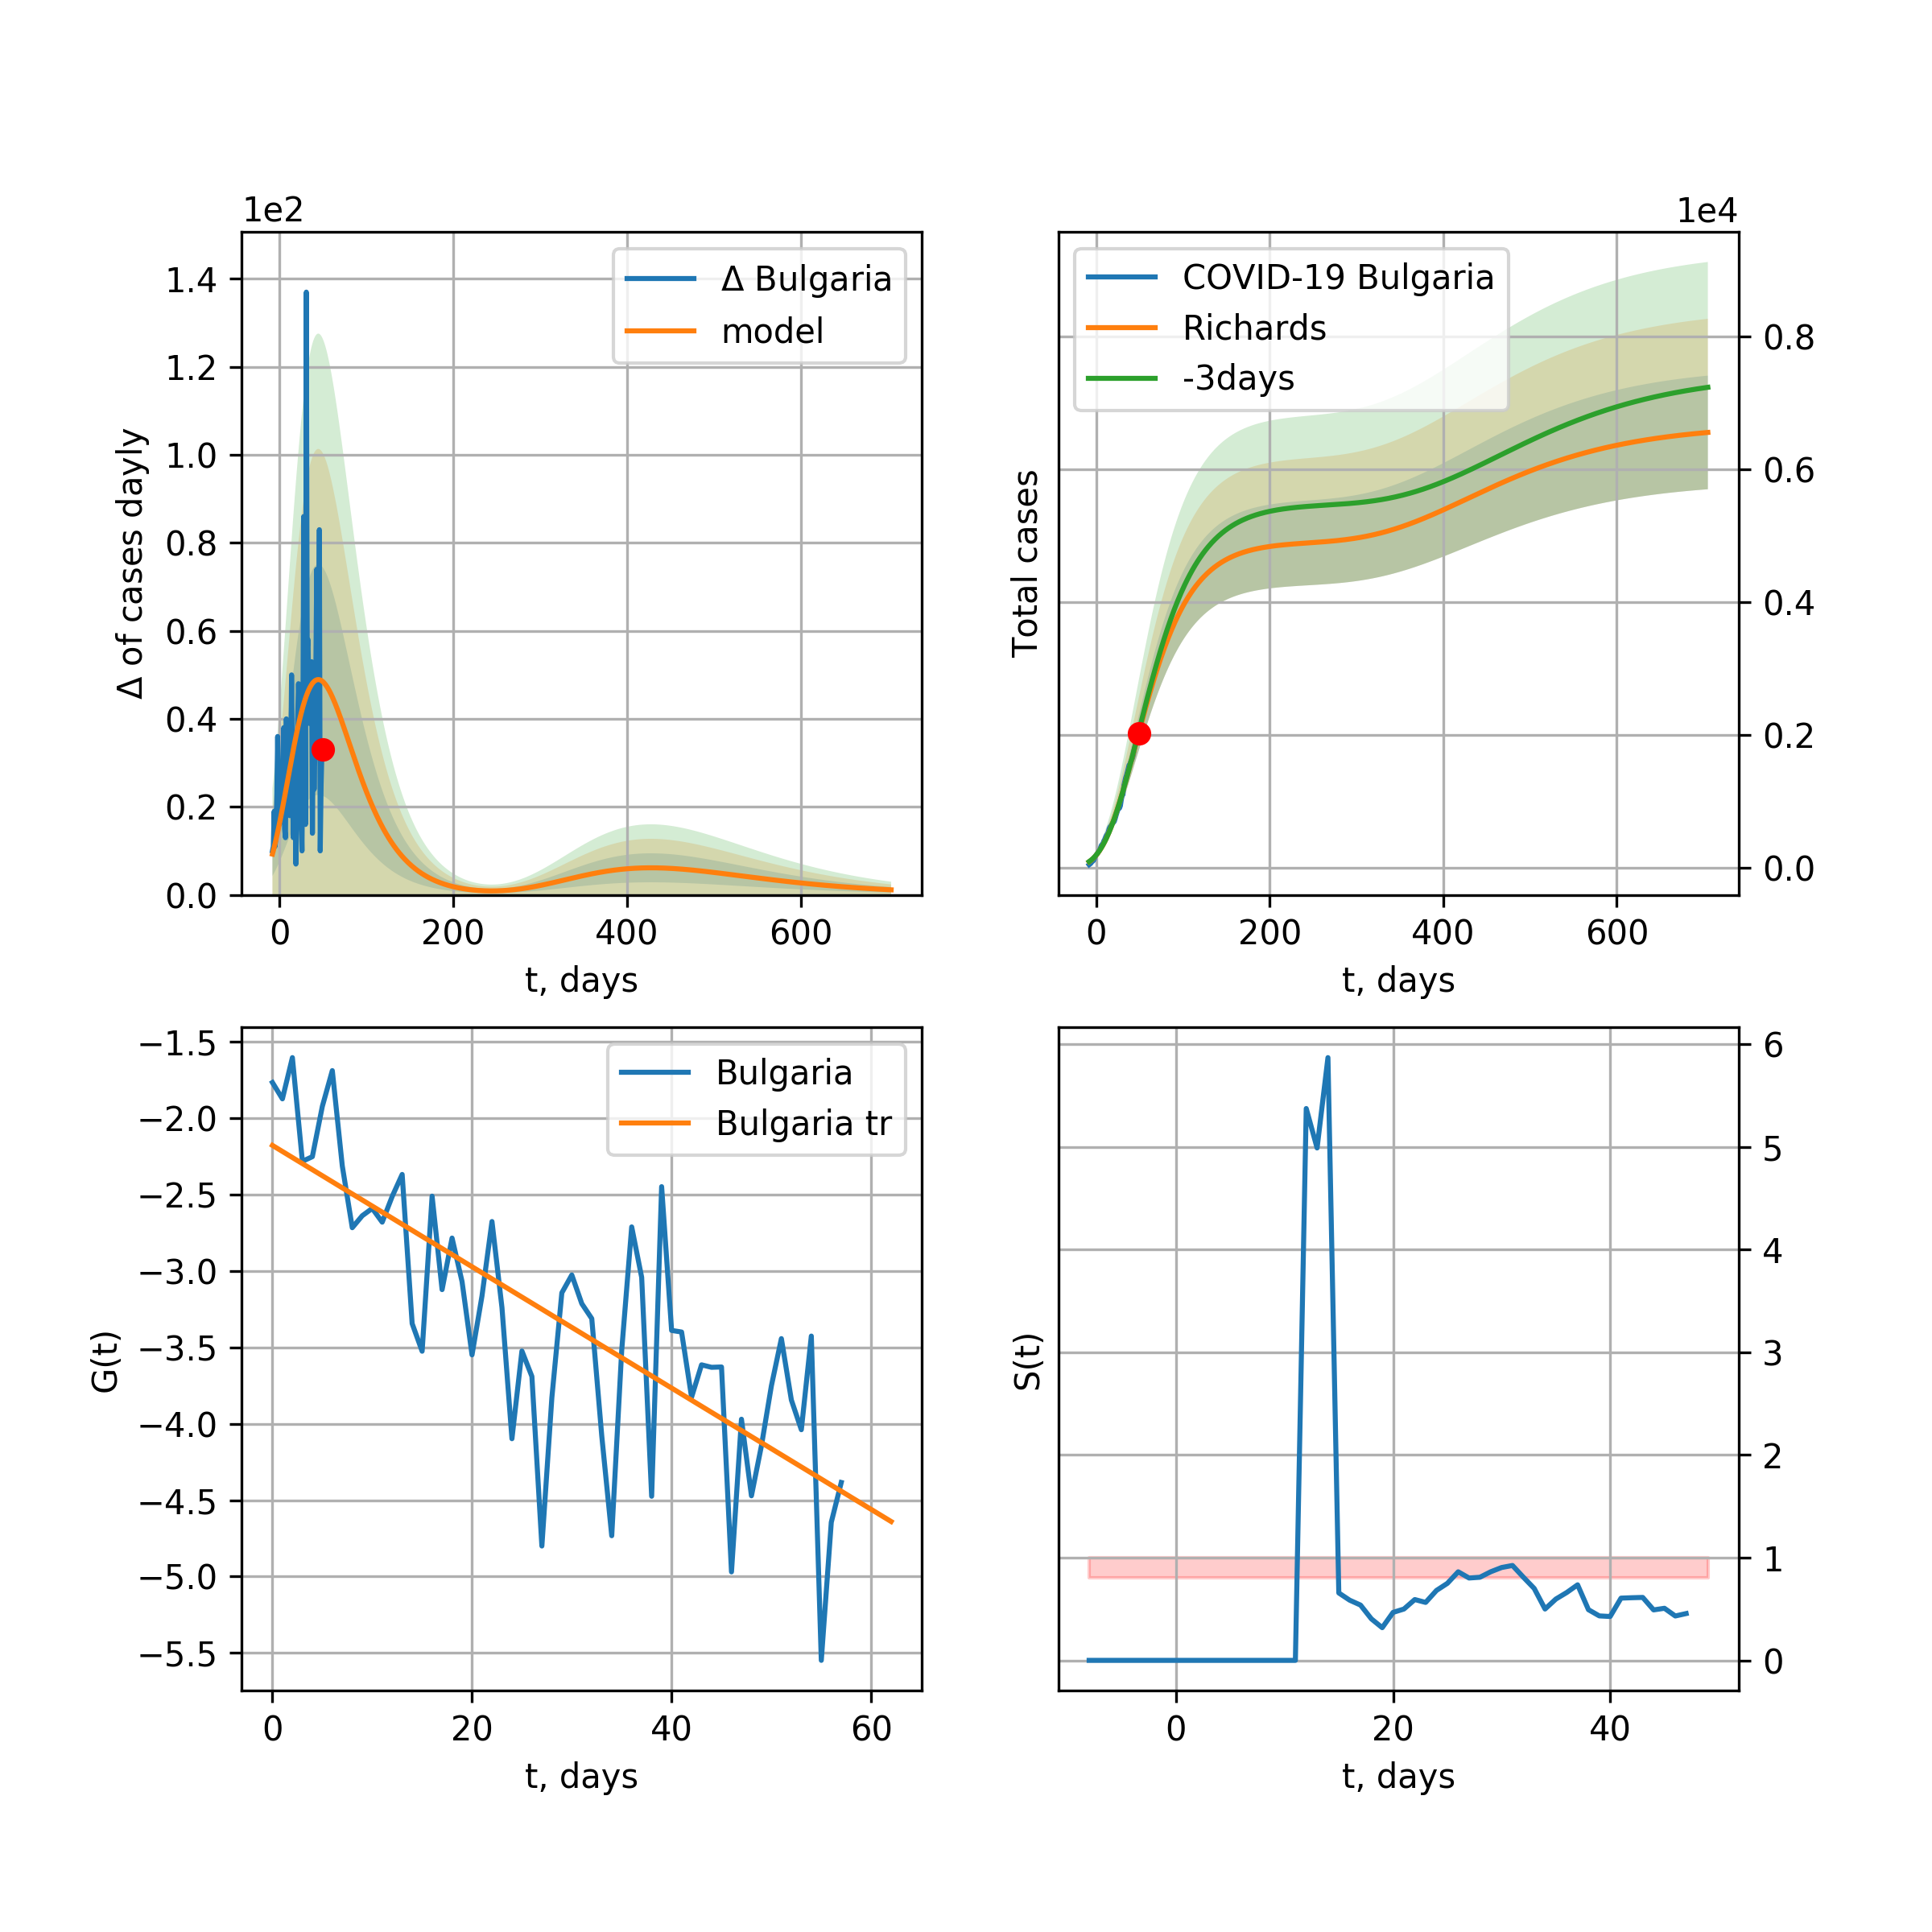 1e2
Δ Bulgaria
model
1.4
1.2
1.0
0.8
0.6
0.4
0.2
0.0
Δ of cases dayly
0
200
400
600
t, days
1e4
COVID-19 Bulgaria
Richards
-3days
0.8
0.6
0.4
0.2
0.0
Total cases
0
200
400
600
t, days
Bulgaria
Bulgaria tr
−1.5
−2.0
−2.5
−3.0
−3.5
−4.0
−4.5
−5.0
−5.5
G(t)
0
20
40
60
t, days
6
5
4
3
2
1
0
S(t)
0
20
40
t, days